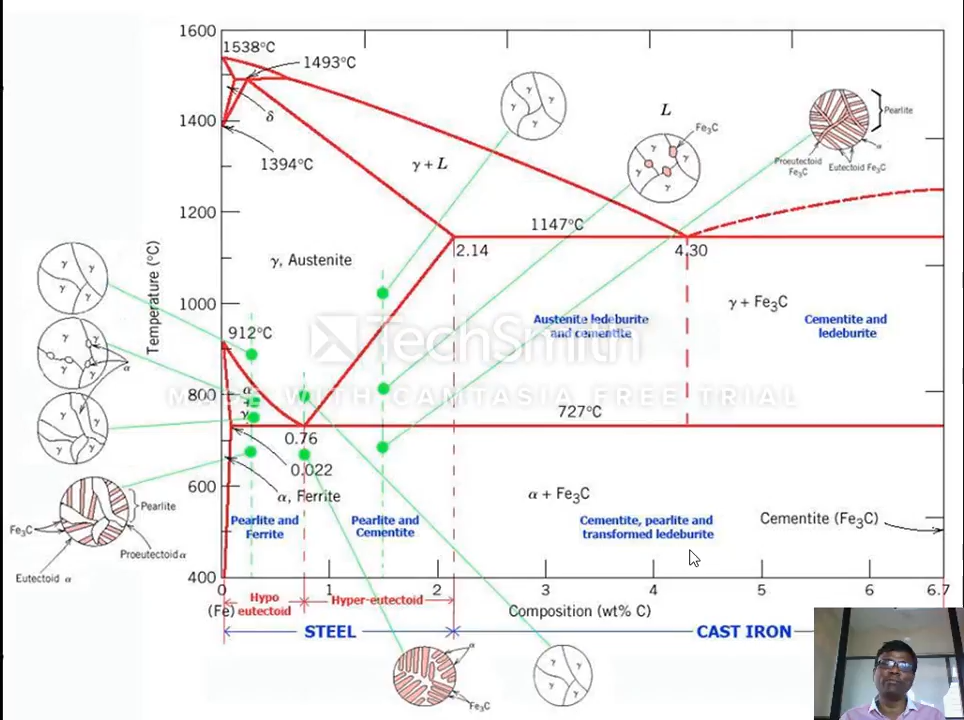 1600
1538°C
1493°C
L
Fe₃C
γ
γ
γ
γ
γ
γ
Pearlite
α
Proeutectoid
Fe₃C
Eutectoid Fe₃C
1400
δ
1394°C
γ + L
1200
1147°C
2.14
4.30
γ, Austenite
Temperature (°C)
γ
γ
γ
γ
1000
γ + Fe₃C
Austenite ledeburite
and cementite
Cementite and
ledeburite
912°C
TechSmith
MADE WITH CAMTASIA FREE TRIAL
γ
γ
γ
γ
α
800
α
+
γ
727°C
γ
γ
γ
γ
0.76
0.022
600
α, Ferrite
α + Fe₃C
Pearlite
Fe₃C
Proeutectoid α
Eutectoid α
Pearlite and
Ferrite
Pearlite and
Cementite
Cementite, pearlite and
transformed ledeburite
Cementite (Fe₃C)
400
0
1
2
3
4
5
6
6.7
(Fe)
Composition (wt% C)
Hypo
eutectoid
Hyper-eutectoid
STEEL
CAST IRON
α
Fe₃C
γ
γ
γ
γ